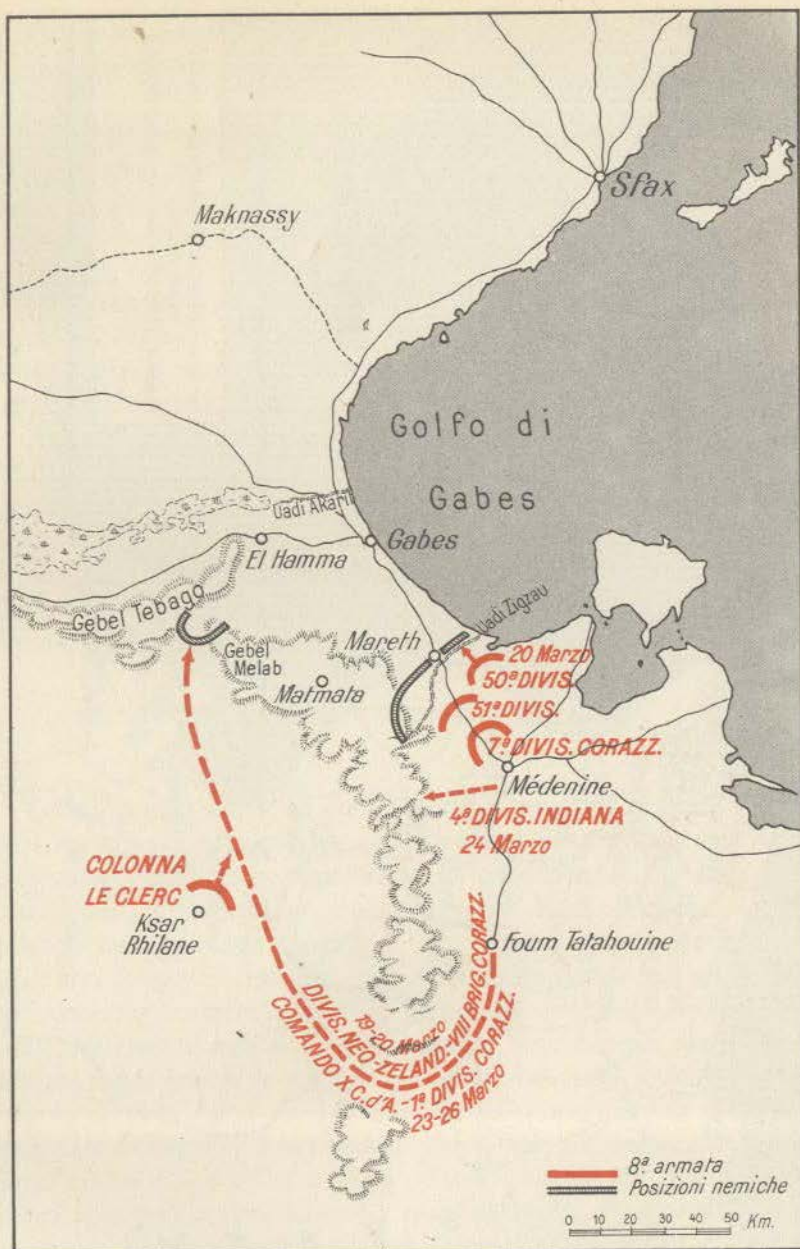 Sfax
Maknassy
Golfo di
Gabes
Uadi Akarit
Gabes
El Hamma
Gébel Tebago
Uadi Zigzau
Mareth
Gébel
Melab
Matmata
20 Marzo
50ª DIVIS.
51ª DIVIS.
7ª DIVIS. CORAZZ.
Médenine
4ª DIVIS. INDIANA
24 Marzo
COLONNA
LE CLERC
Ksar
Rhilane
Foum Tatahouine
19-20 Marzo
DIVIS. NEO-ZELAND.-VIII BRIG. CORAZZ.
COMANDO X C. d'A. - 1ª DIVIS. CORAZZ.
23-26 Marzo
8ª armata
Posizioni nemiche
0 10 20 30 40 50 Km.